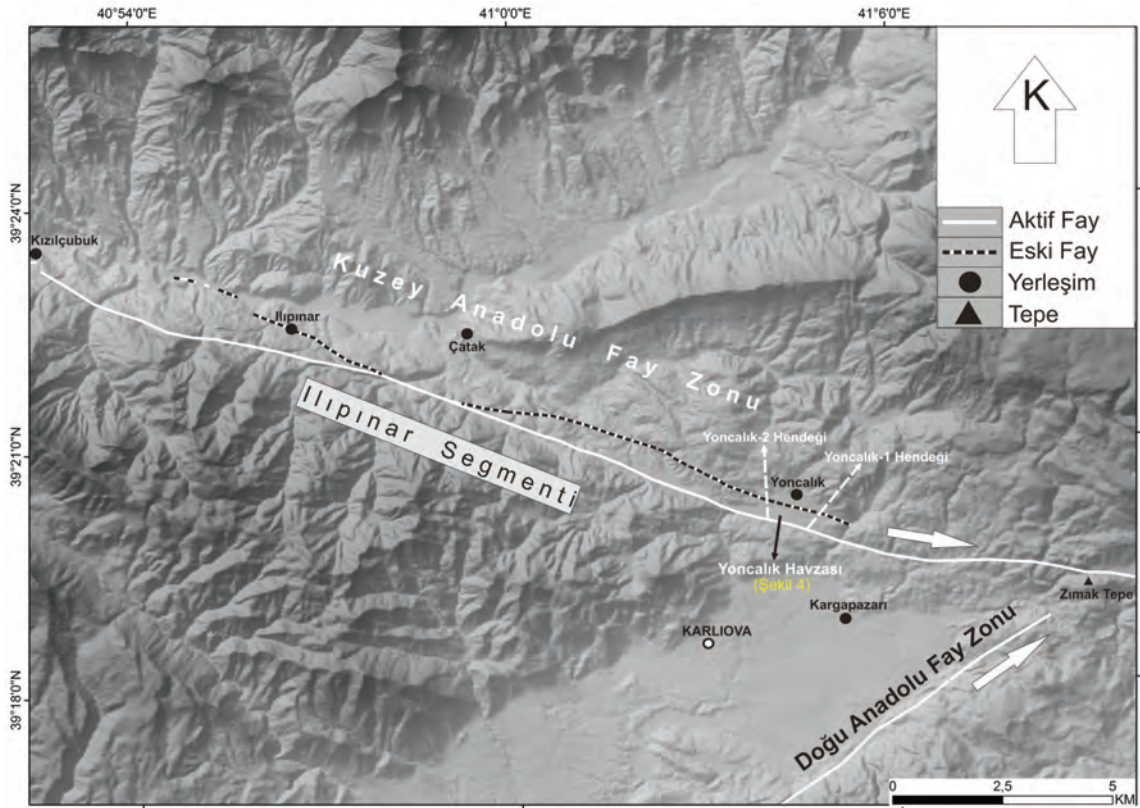 40°54'0"E
41°0'0"E
41°6'0"E
K
Aktif Fay
Eski Fay
Yerleşim
Tepe
39°24'0"N
39°21'0"N
39°18'0"N
Kızılçubuk
Ilıpınar
Çatak
Kuzey Anadolu Fay Zonu
Ilıpınar Segmenti
Yoncalık-2 Hendeği
Yoncalık-1 Hendeği
Yoncalık
Yoncalık Havzası
(Şekil 4)
Kargapazarı
KARLIOVA
Zımak Tepe
Doğu Anadolu Fay Zonu
0 2,5 5
KM